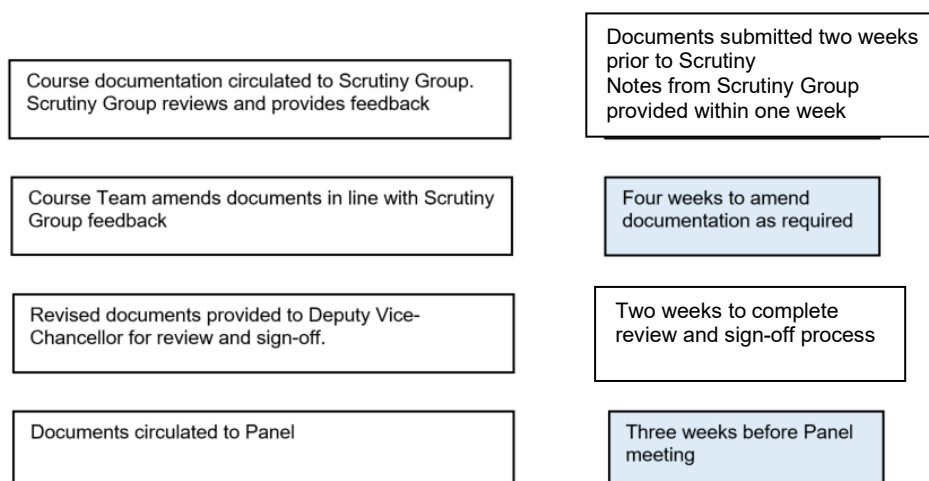 Course documentation circulated to Scrutiny Group.
Scrutiny Group reviews and provides feedback
Documents submitted two weeks
prior to Scrutiny
Notes from Scrutiny Group
provided within one week
Course Team amends documents in line with Scrutiny
Group feedback
Four weeks to amend
documentation as required
Revised documents provided to Deputy Vice-
Chancellor for review and sign-off.
Two weeks to complete
review and sign-off process
Documents circulated to Panel
Three weeks before Panel
meeting